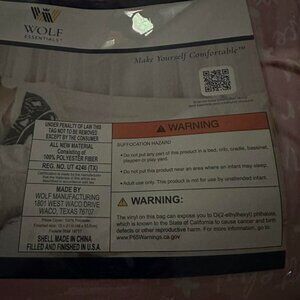 WOLF
ESSENTIALS
Make Yourself Comfortable™
UNDER PENALTY OF LAW THIS
TAG NOT TO BE REMOVED
EXCEPT BY THE CONSUMER
ALL NEW MATERIAL
Consisting of
100% POLYESTER FIBER
REG. NO. UT 4245 (TX)
MADE BY
WOLF MANUFACTURING
1801 WEST WACO DRIVE
WACO, TEXAS 76707
SHELL MADE IN CHINA
FILLED AND FINISHED IN U.S.A.
WARNING
SUFFOCATION HAZARD!
• Do not put any part of this product in a bed, crib, cradle, bassinet,
playpen or play yard.
• Do not put this product near an area where an infant may sleep.
• Adult use only. This product is not for use by unattended infant.
WARNING:
The vinyl on this bag can expose you to Di(2-ethylhexyl) phthalate,
which is known to the State of California to cause cancer and birth
defects or other reproductive harm. For more information, go to:
www.P65Warnings.ca.gov